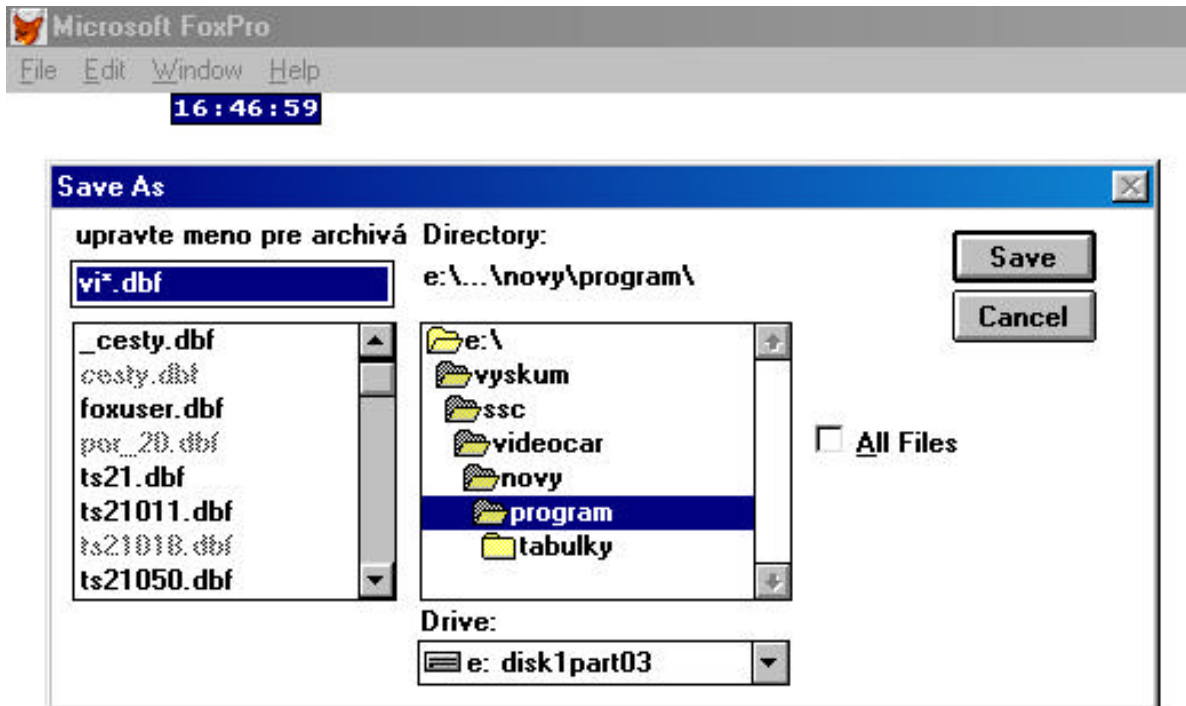 Microsoft FoxPro
File Edit Window Help
16:46:59
Save As
upravte meno pre archivá
vi*.dbf
_cesty.dbf
cesty.dbf
foxuser.dbf
por_20.dbf
ts21.dbf
ts21011.dbf
ts21018.dbf
ts21050.dbf
Directory:
e:\...\novy\program\
e:\
vyskum
ssc
videocar
novy
program
tabulky
Drive:
e: disk1part03
Save
Cancel
All Files